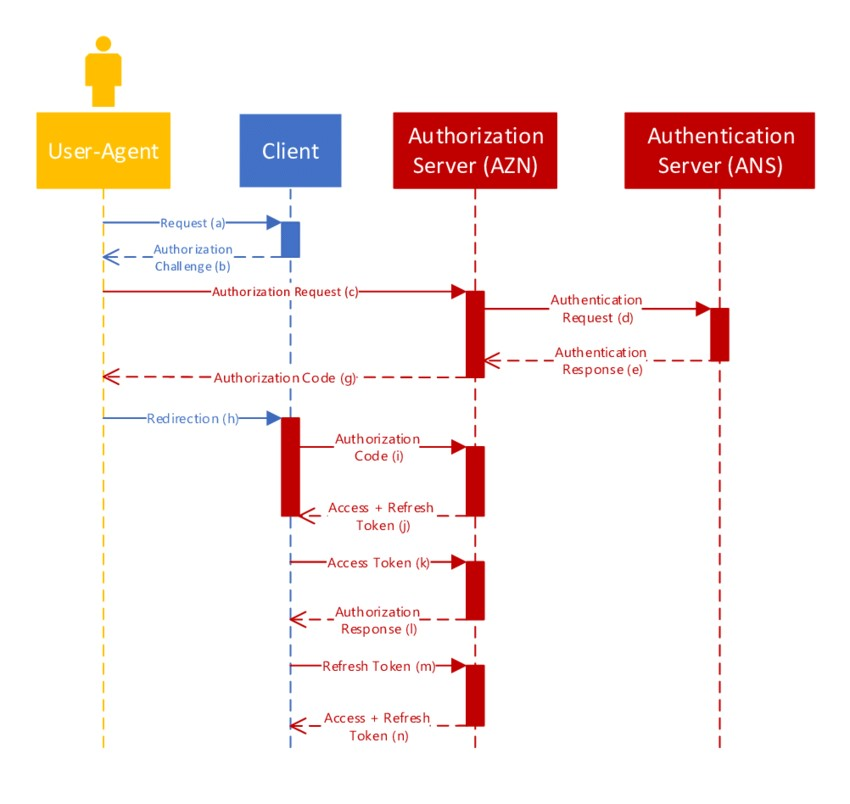 User-Agent
Client
Authorization
Server (AZN)
Authentication
Server (ANS)
Request (a)
Authorization
Challenge (b)
Authorization Request (c)
Authentication
Request (d)
Authentication
Response (e)
Authorization Code (g)
Redirection (h)
Authorization
Code (i)
Access + Refresh
Token (j)
Access Token (k)
Authorization
Response (l)
Refresh Token (m)
Access + Refresh
Token (n)